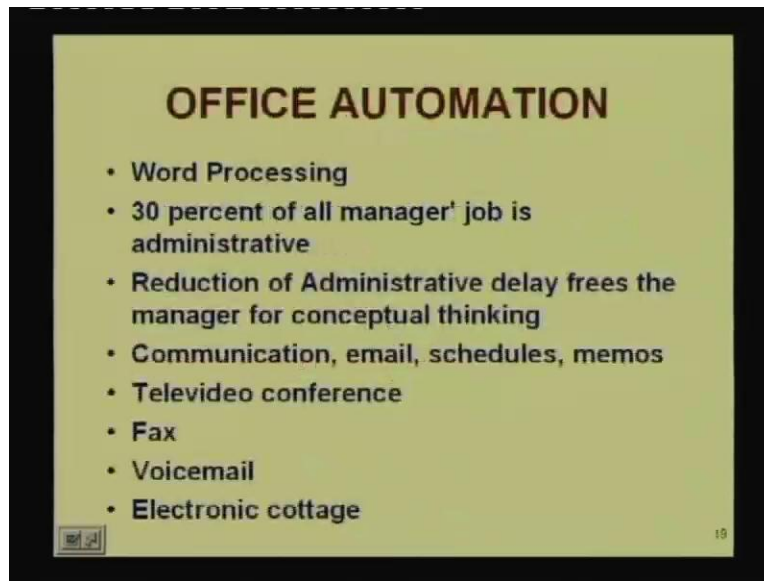 OFFICE AUTOMATION
• Word Processing
• 30 percent of all manager' job is
administrative
• Reduction of Administrative delay frees the
manager for conceptual thinking
• Communication, email, schedules, memos
• Televideo conference
• Fax
• Voicemail
• Electronic cottage
19